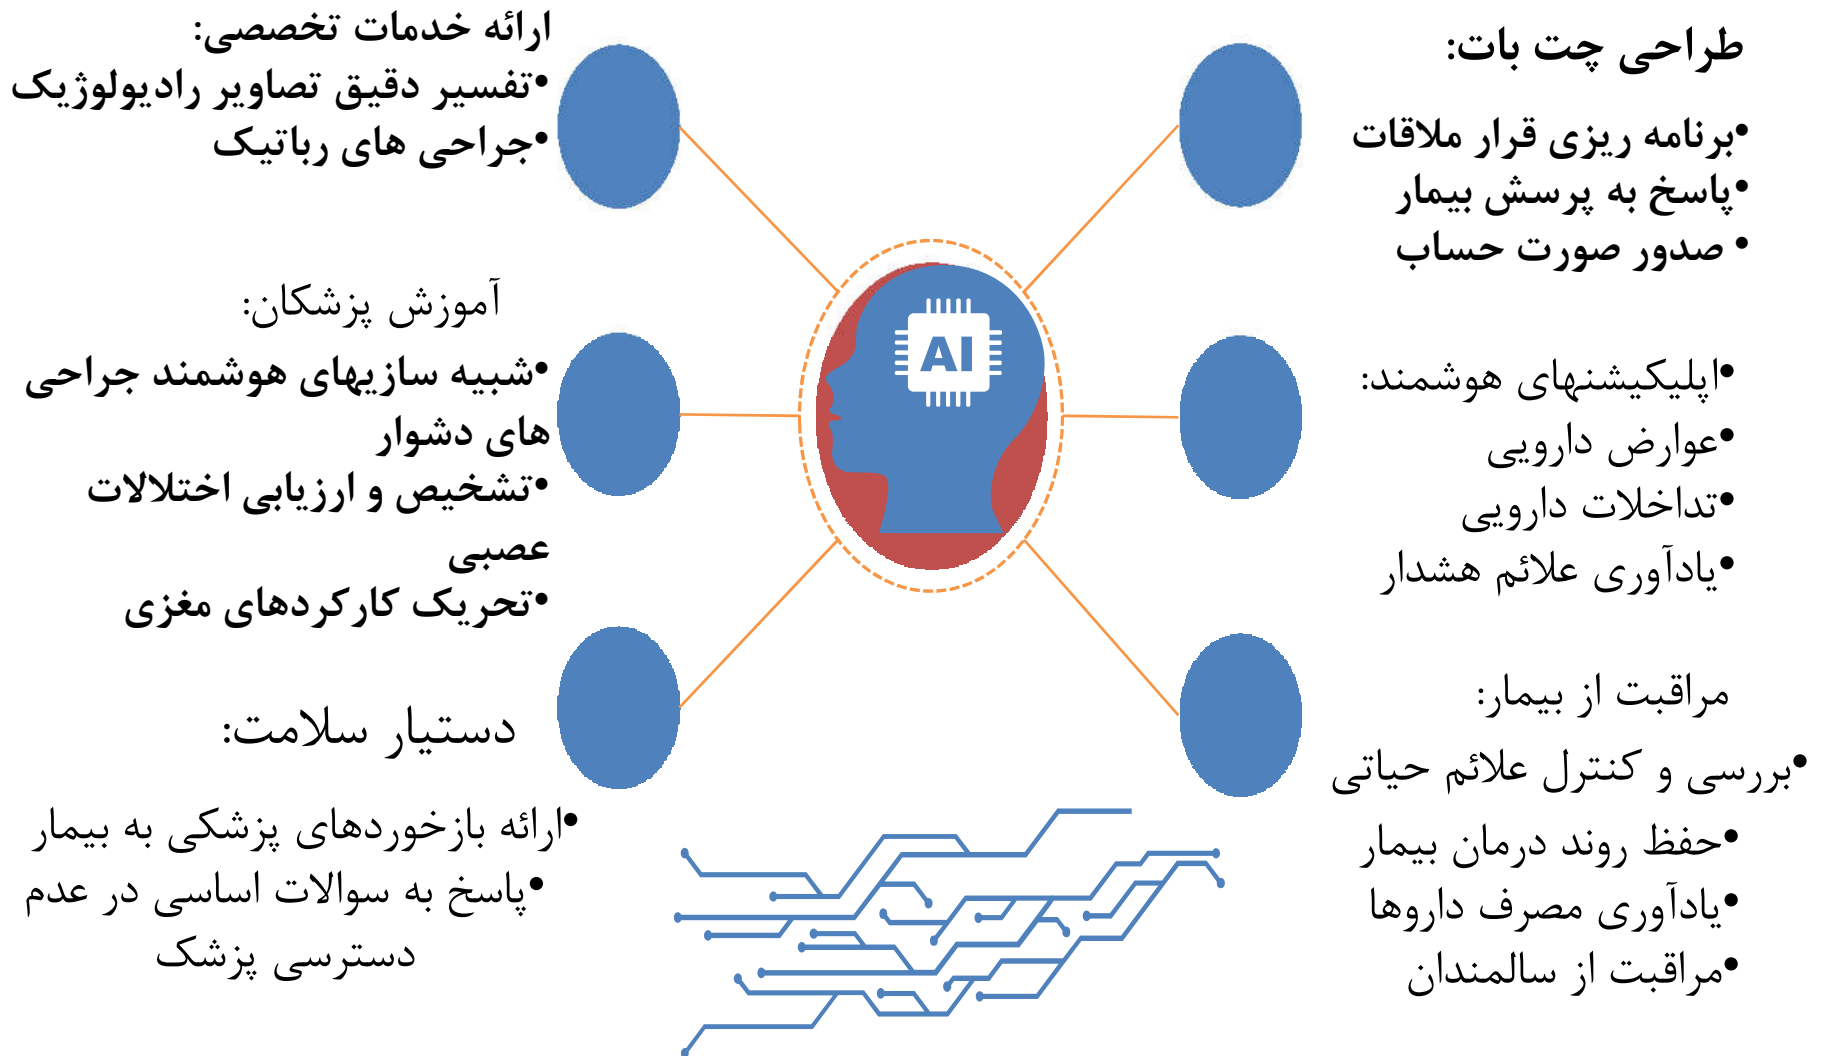 طراحی چت بات:
•برنامه ریزی قرار ملاقات
•پاسخ به پرسش بیمار
• صدور صورت حساب
•اپلیکیشنهای هوشمند:
•عوارض دارویی
•تداخلات دارویی
•یادآوری علائم هشدار
مراقبت از بیمار:
•بررسی و کنترل علائم حیاتی
•حفظ روند درمان بیمار
•یادآوری مصرف داروها
•مراقبت از سالمندان
AI
ارائه خدمات تخصصی:
•تفسیر دقیق تصاویر رادیولوژیک
•جراحی های رباتیک
آموزش پزشکان:
•شبیه سازیهای هوشمند جراحی
های دشوار
•تشخیص و ارزیابی اختلالات
عصبی
•تحریک کارکردهای مغزی
دستیار سلامت:
•ارائه بازخوردهای پزشکی به بیمار
•پاسخ به سوالات اساسی در عدم
دسترسی پزشک